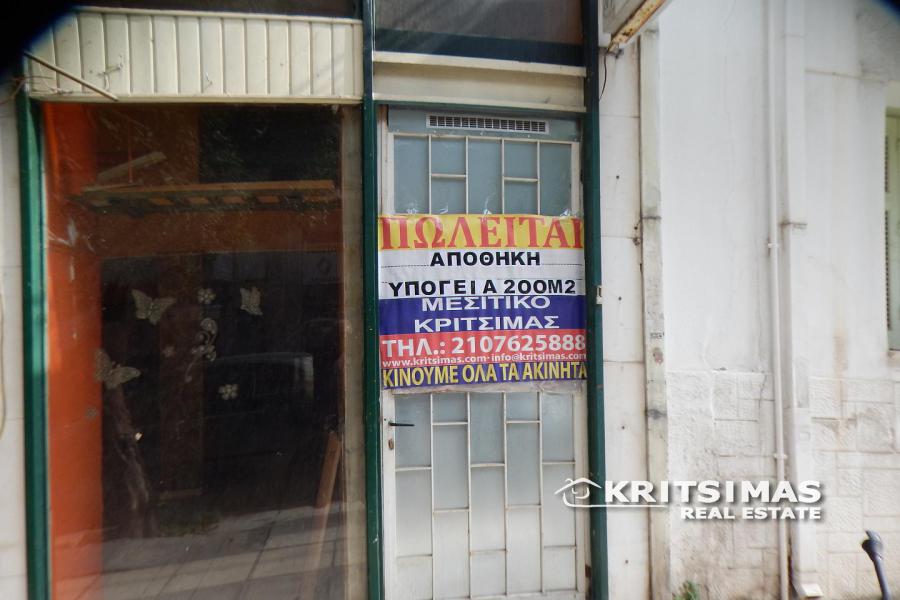 ΠΩΛΕΙΤΑΙ
ΑΠΟΘΗΚΗ
ΥΠΟΓΕΙΑ 200M2
ΜΕΣΙΤΙΚΟ
ΚΡΙΤΣΙΜΑΣ
ΤΗΛ.: 2107625888
www.kritsimas.com - info@kritsimas.com
ΚΙΝΟΥΜΕ ΟΛΑ ΤΑ ΑΚΙΝΗΤΑ
KRITSIMAS
REAL ESTATE